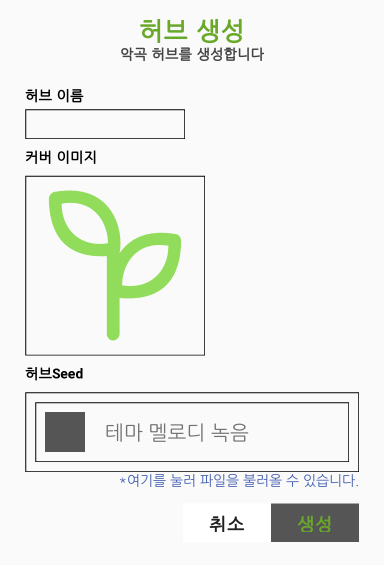 허브 생성
악곡 허브를 생성합니다
허브 이름
커버 이미지
허브Seed
테마 멜로디 녹음
*여기를 눌러 파일을 불러올 수 있습니다.
취소 생성